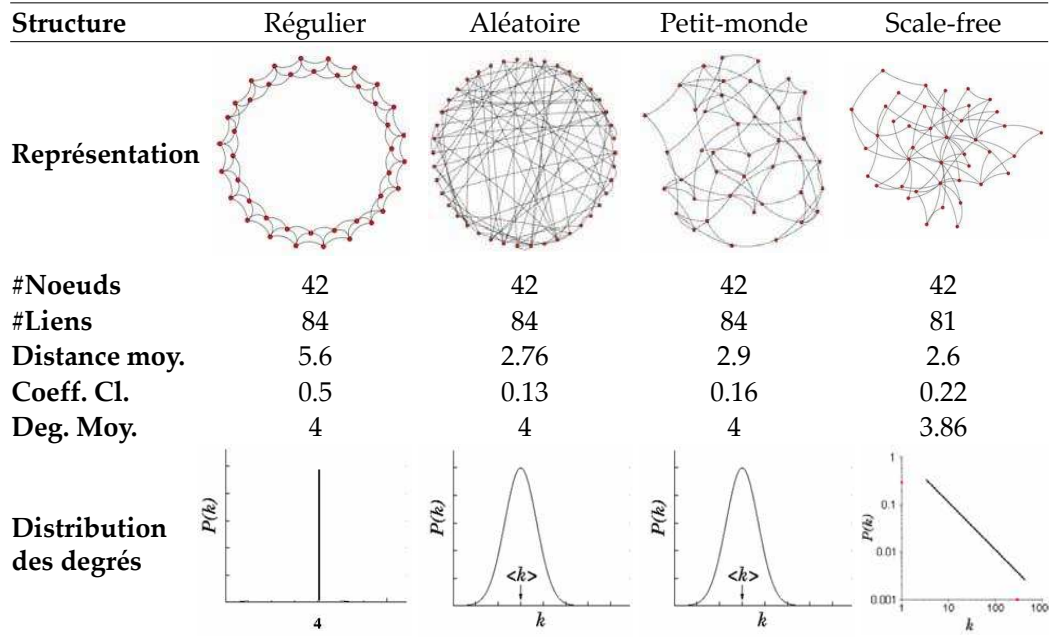 Structure Régulier Aléatoire Petit-monde Scale-free
Représentation
#Noeuds 42 42 42 42
#Liens 84 84 84 81
Distance moy. 5.6 2.76 2.9 2.6
Coeff. Cl. 0.5 0.13 0.16 0.22
Deg. Moy. 4 4 4 3.86
Distribution
des degrés
P(k)
4
P(k)
<k>
k
P(k)
<k>
k
P(k)
1
0.1
0.01
0.001
1 10 100 1000
k